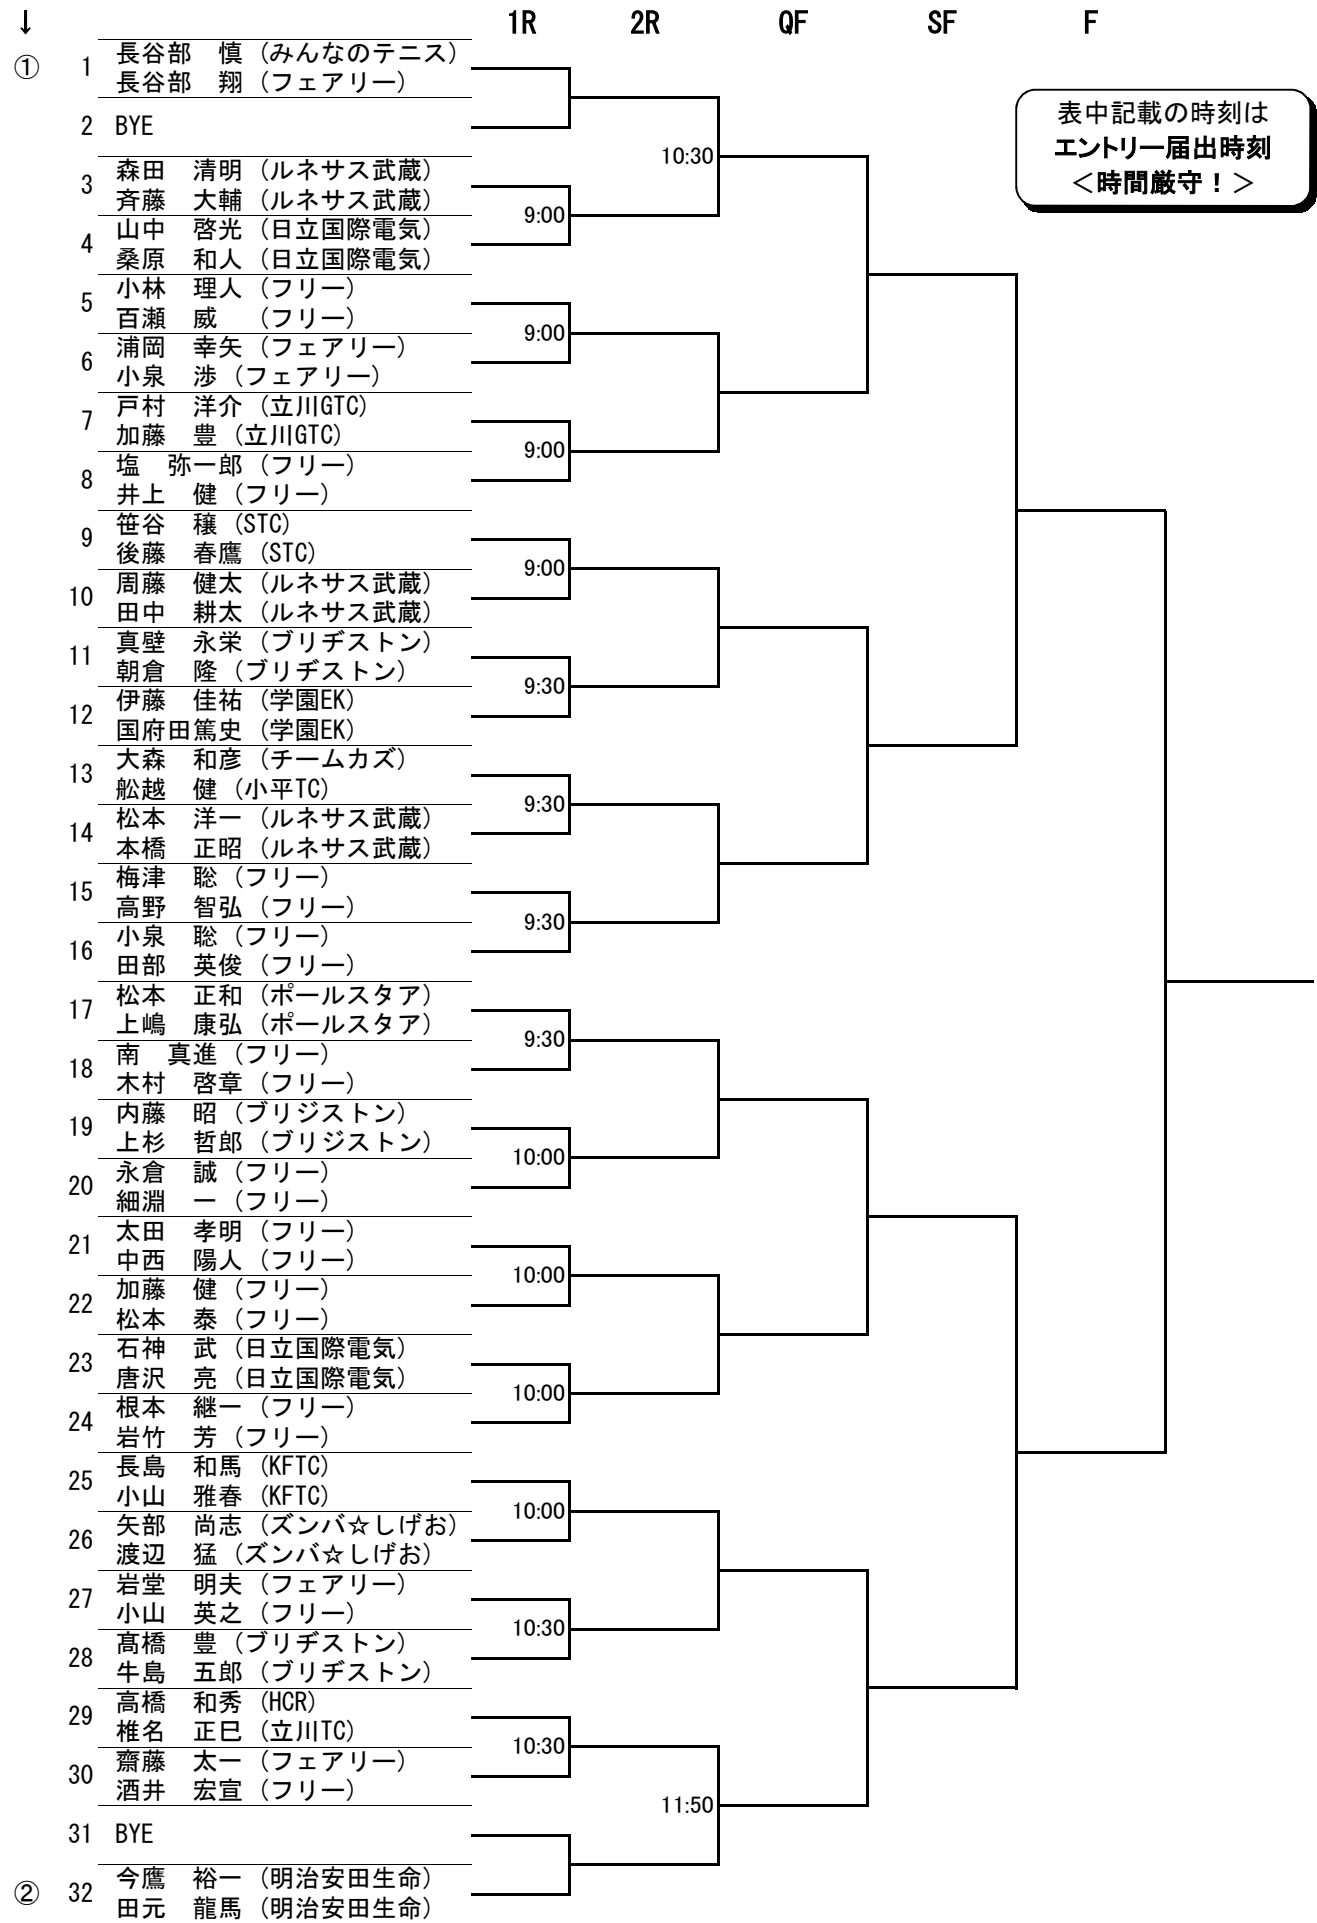 ↓ 1R 2R QF SF F
① 1 長谷部　慎（みんなのテニス）
長谷部　翔（フェアリー）
表中記載の時刻は
エントリー届出時刻
＜時間厳守！＞
2 BYE
10:30
3 森田　清明（ルネサス武蔵）
斉藤　大輔（ルネサス武蔵）
9:00
4 山中　啓光（日立国際電気）
桑原　和人（日立国際電気）
5 小林　理人（フリー）
百瀬　威　（フリー）
9:00
6 浦岡　幸矢（フェアリー）
小泉　渉（フェアリー）
7 戸村　洋介（立川GTC）
加藤　豊（立川GTC）
9:00
8 塩　弥一郎（フリー）
井上　健（フリー）
9 笹谷　穣（STC）
後藤　春鷹（STC）
9:00
10 周藤　健太（ルネサス武蔵）
田中　耕太（ルネサス武蔵）
11 真壁　永栄（ブリヂストン）
朝倉　隆（ブリヂストン）
9:30
12 伊藤　佳祐（学園EK）
国府田篤史（学園EK）
13 大森　和彦（チームカズ）
舩越　健（小平TC）
9:30
14 松本　洋一（ルネサス武蔵）
本橋　正昭（ルネサス武蔵）
15 梅津　聡（フリー）
高野　智弘（フリー）
9:30
16 小泉　聡（フリー）
田部　英俊（フリー）
17 松本　正和（ポールスタア）
上嶋　康弘（ポールスタア）
9:30
18 南　真進（フリー）
木村　啓章（フリー）
19 内藤　昭（ブリジストン）
上杉　哲郎（ブリジストン）
10:00
20 永倉　誠（フリー）
細淵　一（フリー）
21 太田　孝明（フリー）
中西　陽人（フリー）
10:00
22 加藤　健（フリー）
松本　泰（フリー）
23 石神　武（日立国際電気）
唐沢　亮（日立国際電気）
10:00
24 根本　継一（フリー）
岩竹　芳（フリー）
25 長島　和馬（KFTC）
小山　雅春（KFTC）
10:00
26 矢部　尚志（ズンバ☆しげお）
渡辺　猛（ズンバ☆しげお）
27 岩堂　明夫（フェアリー）
小山　英之（フリー）
10:30
28 髙橋　豊（ブリヂストン）
牛島　五郎（ブリヂストン）
29 高橋　和秀（HCR）
椎名　正巳（立川TC）
10:30
30 齋藤　太一（フェアリー）
酒井　宏宣（フリー）
11:50
31 BYE
② 32 今鷹　裕一（明治安田生命）
田元　龍馬（明治安田生命）